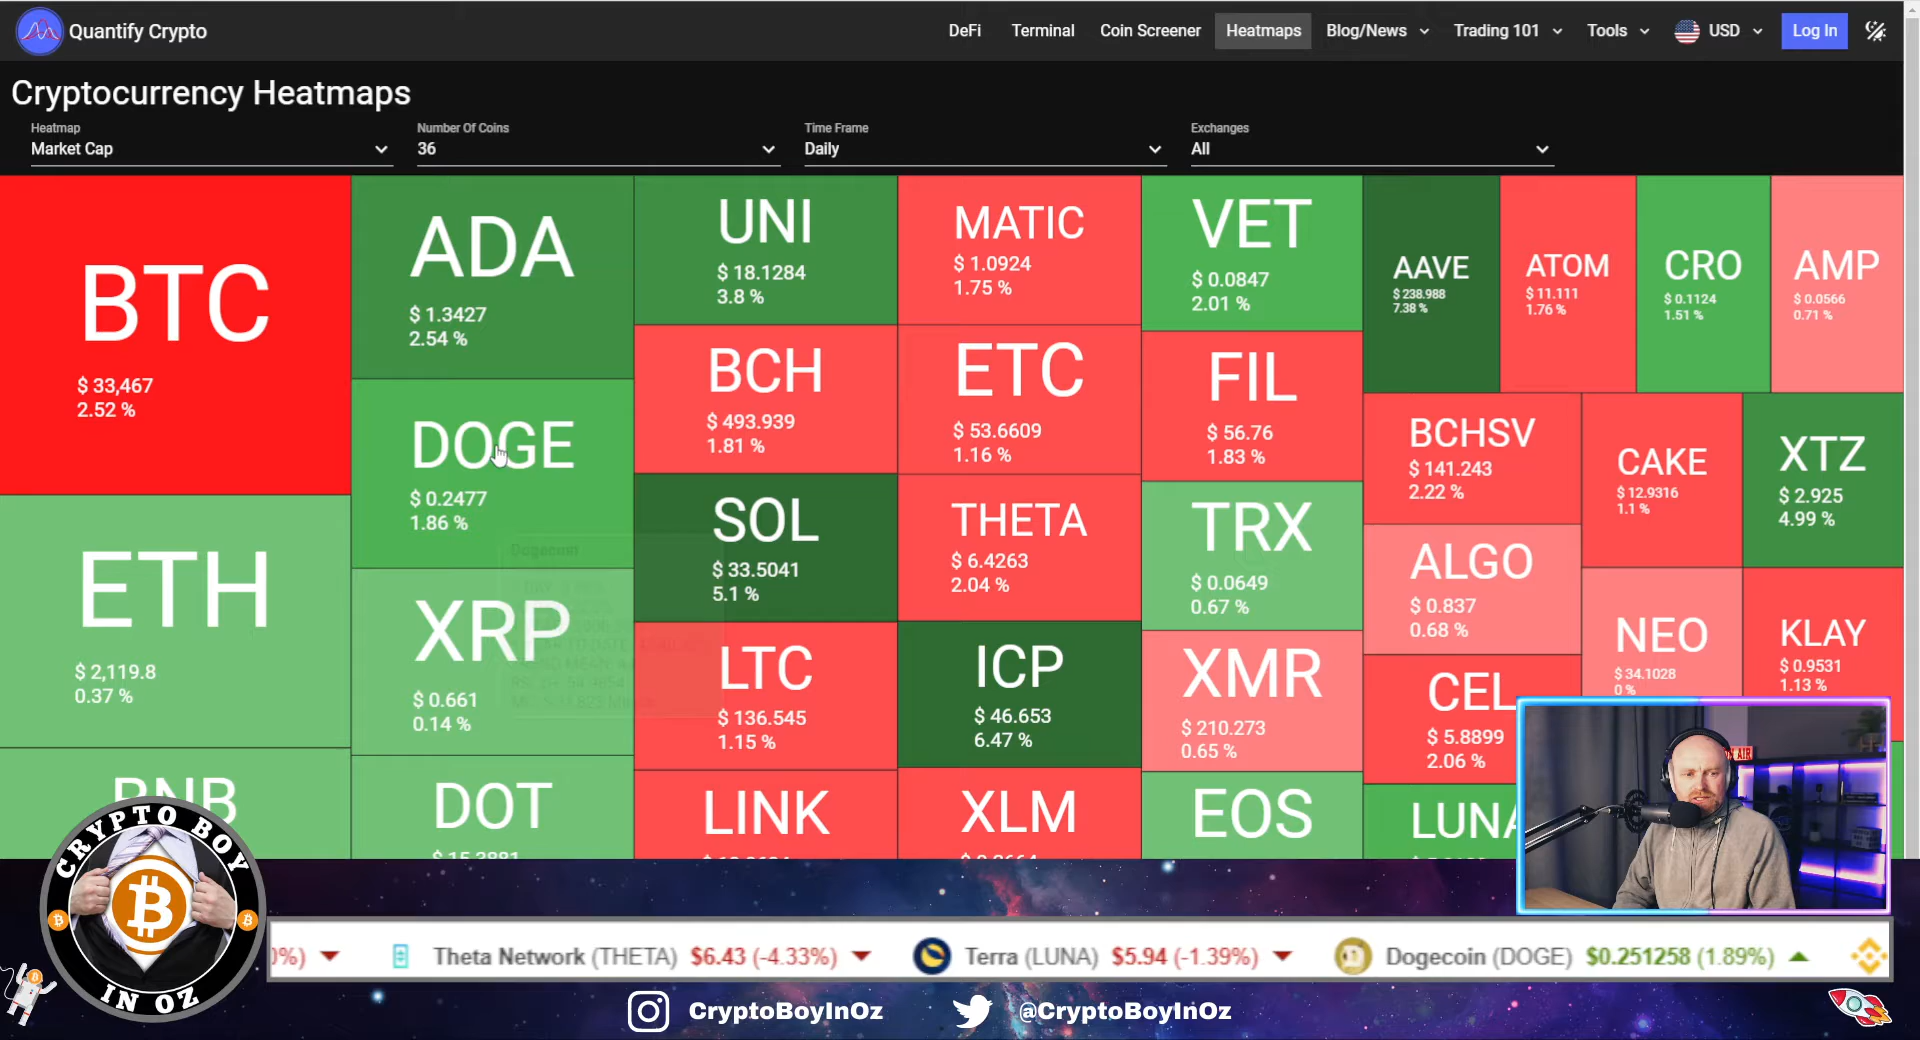 Quantify Crypto
DeFi
Terminal
Coin Screener
Heatmaps
Blog/News
Trading 101
Tools
USD
Log In
Cryptocurrency Heatmaps
Heatmap
Market Cap
Number Of Coins
36
Time Frame
Daily
Exchanges
All
BTC
$ 33,467
2.52 %
ETH
$ 2,119.8
0.37 %
BNB
ADA
$ 1.3427
2.54 %
DOGE
$ 0.2477
1.86 %
Dogecoin
XRP
$ 0.661
0.14 %
DOT
$ 15.3881
UNI
$ 18.1284
3.8 %
BCH
$ 493.939
1.81 %
SOL
$ 33.5041
5.1 %
LTC
$ 136.545
1.15 %
LINK
MATIC
$ 1.0924
1.75 %
ETC
$ 53.6609
1.16 %
THETA
$ 6.4263
2.04 %
ICP
$ 46.653
6.47 %
XLM
VET
$ 0.0847
2.01 %
FIL
$ 56.76
1.83 %
TRX
$ 0.0649
0.67 %
XMR
$ 210.273
0.65 %
EOS
AAVE
$ 238.988
7.38 %
ATOM
$ 11.111
1.76 %
CRO
$ 0.1124
1.51 %
AMP
$ 0.0566
0.71 %
BCHSV
$ 141.243
2.22 %
CAKE
$ 12.9316
1.1 %
XTZ
$ 2.925
4.99 %
ALGO
$ 0.837
0.68 %
NEO
$ 34.1028
0 %
KLAY
$ 0.9531
1.13 %
CEL
$ 5.8899
2.06 %
LUNA
AIR
CRYPTO BOY
IN OZ
0%)
Theta Network (THETA) $6.43 (-4.33%)
Terra (LUNA) $5.94 (-1.39%)
Dogecoin (DOGE) $0.251258 (1.89%)
CryptoBoyInOz
@CryptoBoyInOz